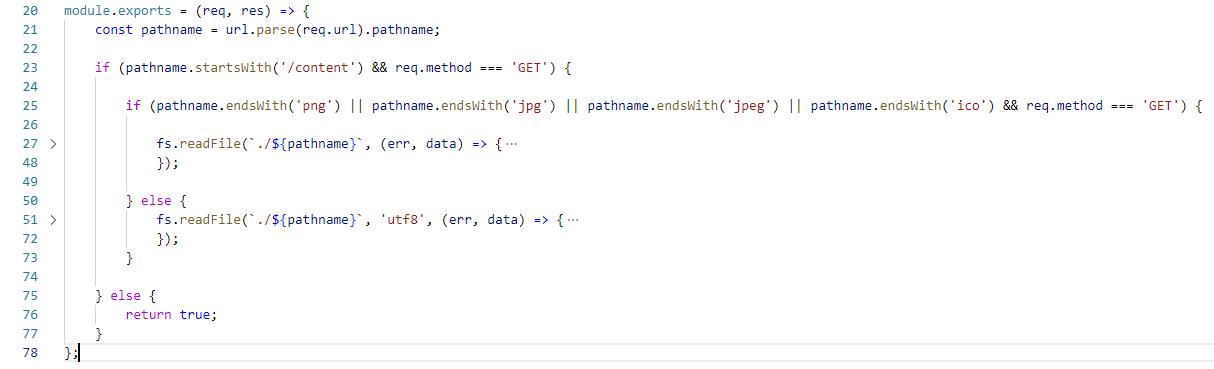 20 module.exports = (req, res) => {
21     const pathname = url.parse(req.url).pathname;
22
23     if (pathname.startsWith('/content') && req.method === 'GET') {
24
25         if (pathname.endsWith('png') || pathname.endsWith('jpg') || pathname.endsWith('jpeg') || pathname.endsWith('ico') && req.method === 'GET') {
26
27 >           fs.readFile(`./${pathname}`, (err, data) => {···
48             });
49
50         } else {
51 >           fs.readFile(`./${pathname}`, 'utf8', (err, data) => {···
72             });
73         }
74
75     } else {
76         return true;
77     }
78 };